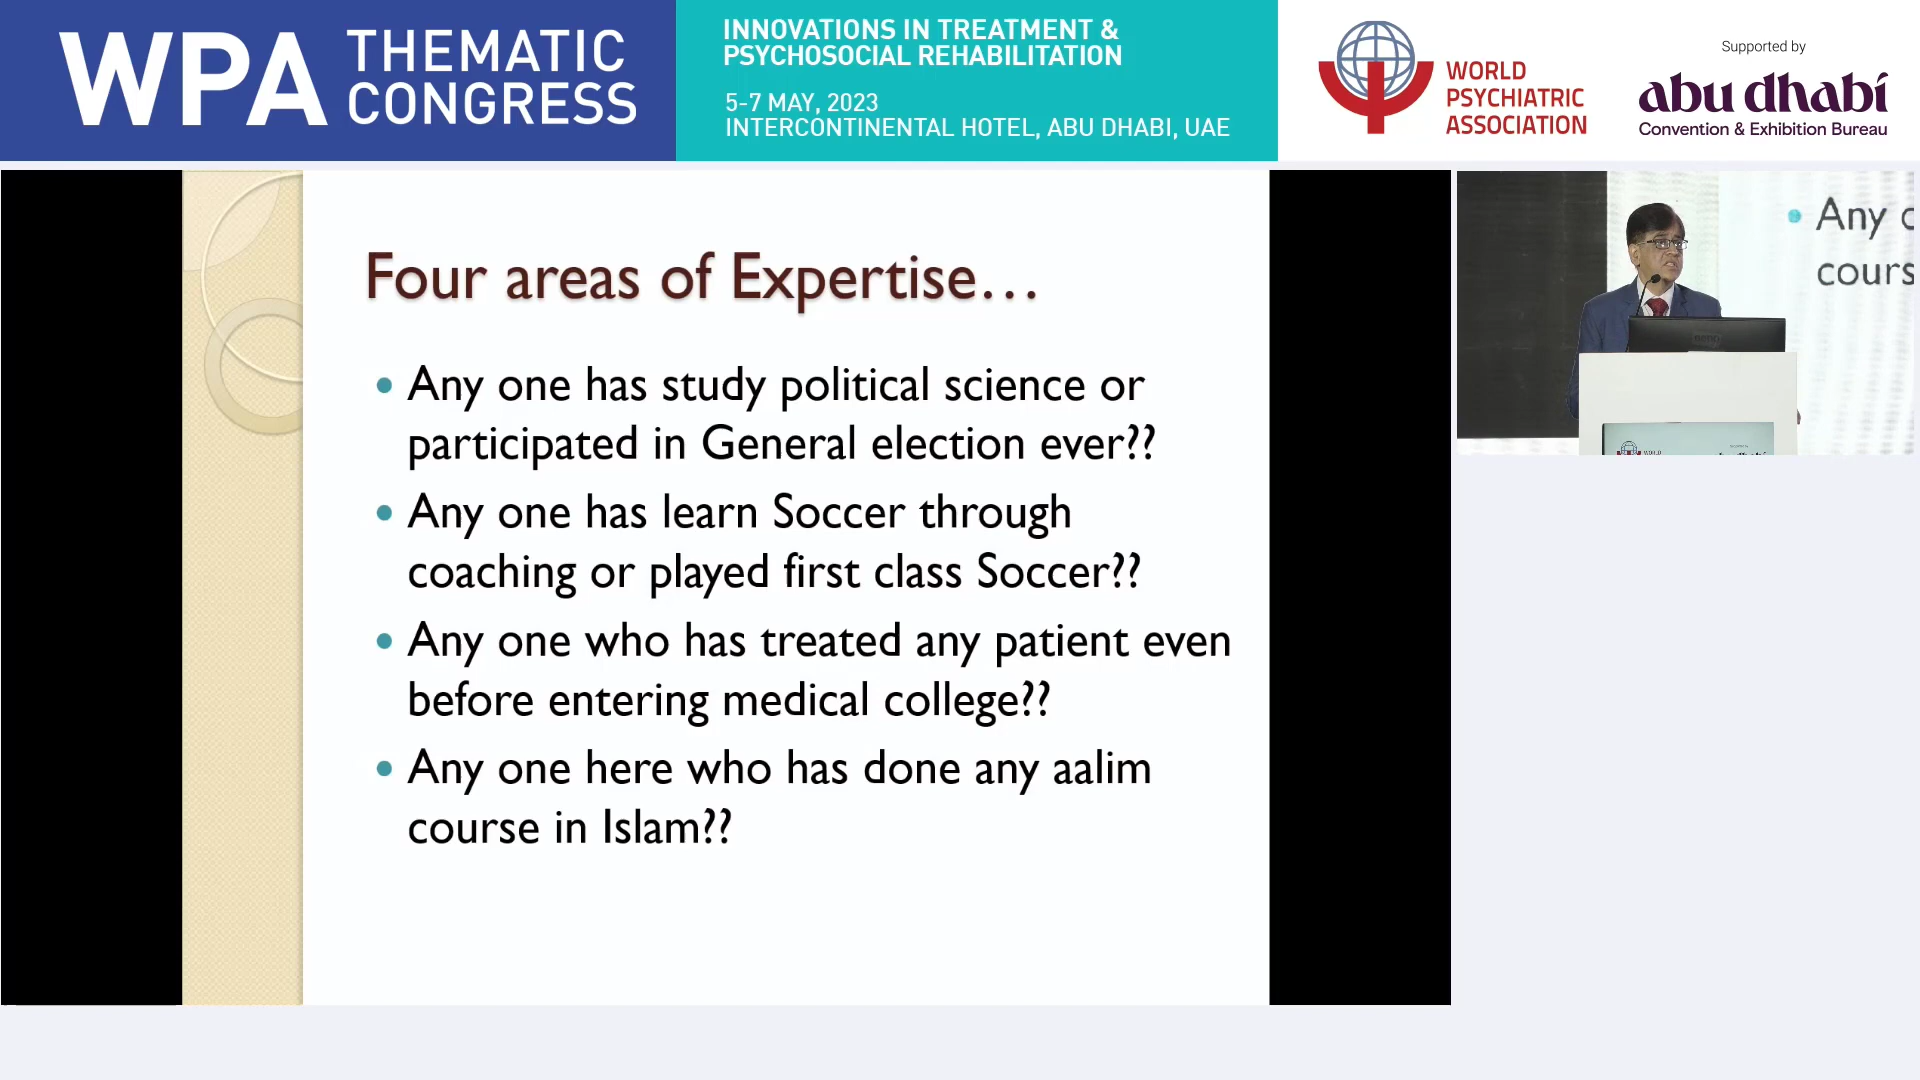 WPA THEMATIC
CONGRESS
INNOVATIONS IN TREATMENT &
PSYCHOSOCIAL REHABILITATION
5-7 MAY, 2023
INTERCONTINENTAL HOTEL, ABU DHABI, UAE
WORLD
PSYCHIATRIC
ASSOCIATION
Supported by
abu dhabi
Convention & Exhibition Bureau
Four areas of Expertise…
• Any one has study political science or
participated in General election ever??
• Any one has learn Soccer through
coaching or played first class Soccer??
• Any one who has treated any patient even
before entering medical college??
• Any one here who has done any aalim
course in Islam??
• Any
cours
WORLD